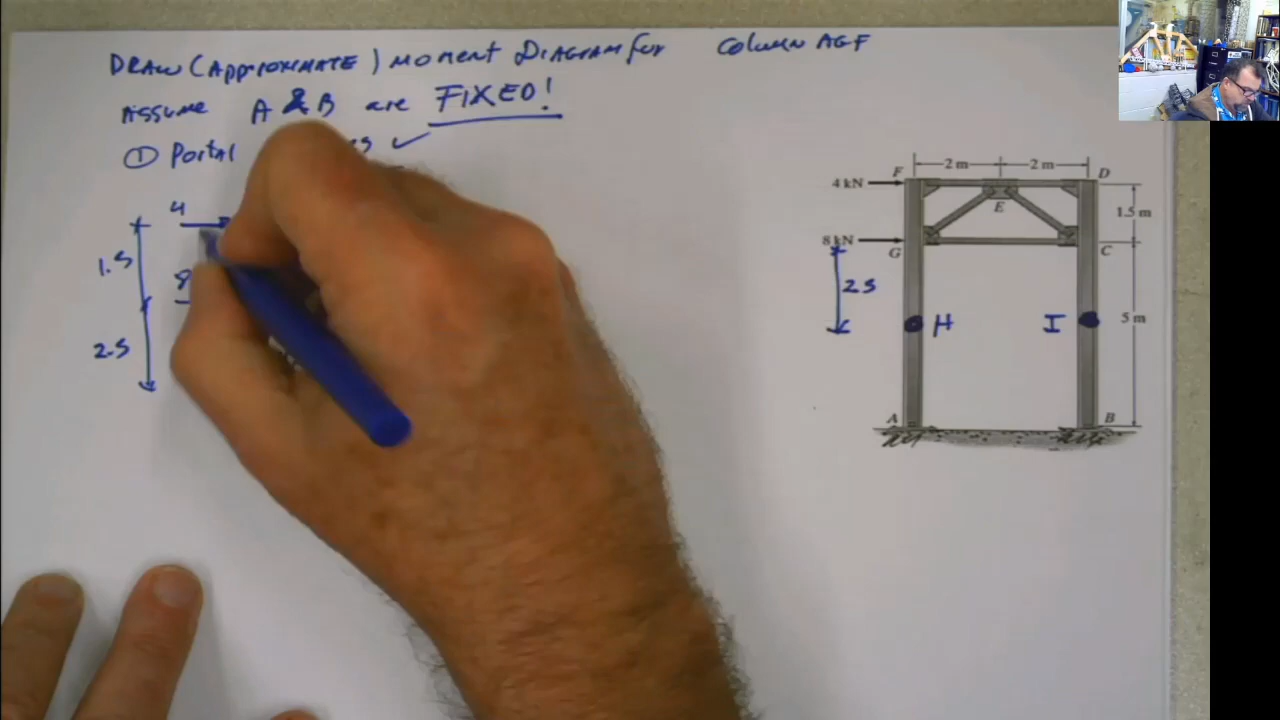 DRAW (APPROXIMATE) MOMENT DIAGRAM for COLUMN AGF
ASSUME A & B are FIXED!
① Portal
4
1.5
8
2.5
2 m 2 m
F D
4 kN
E
1.5 m
8 kN
G C
2.5
H I 5 m
A B